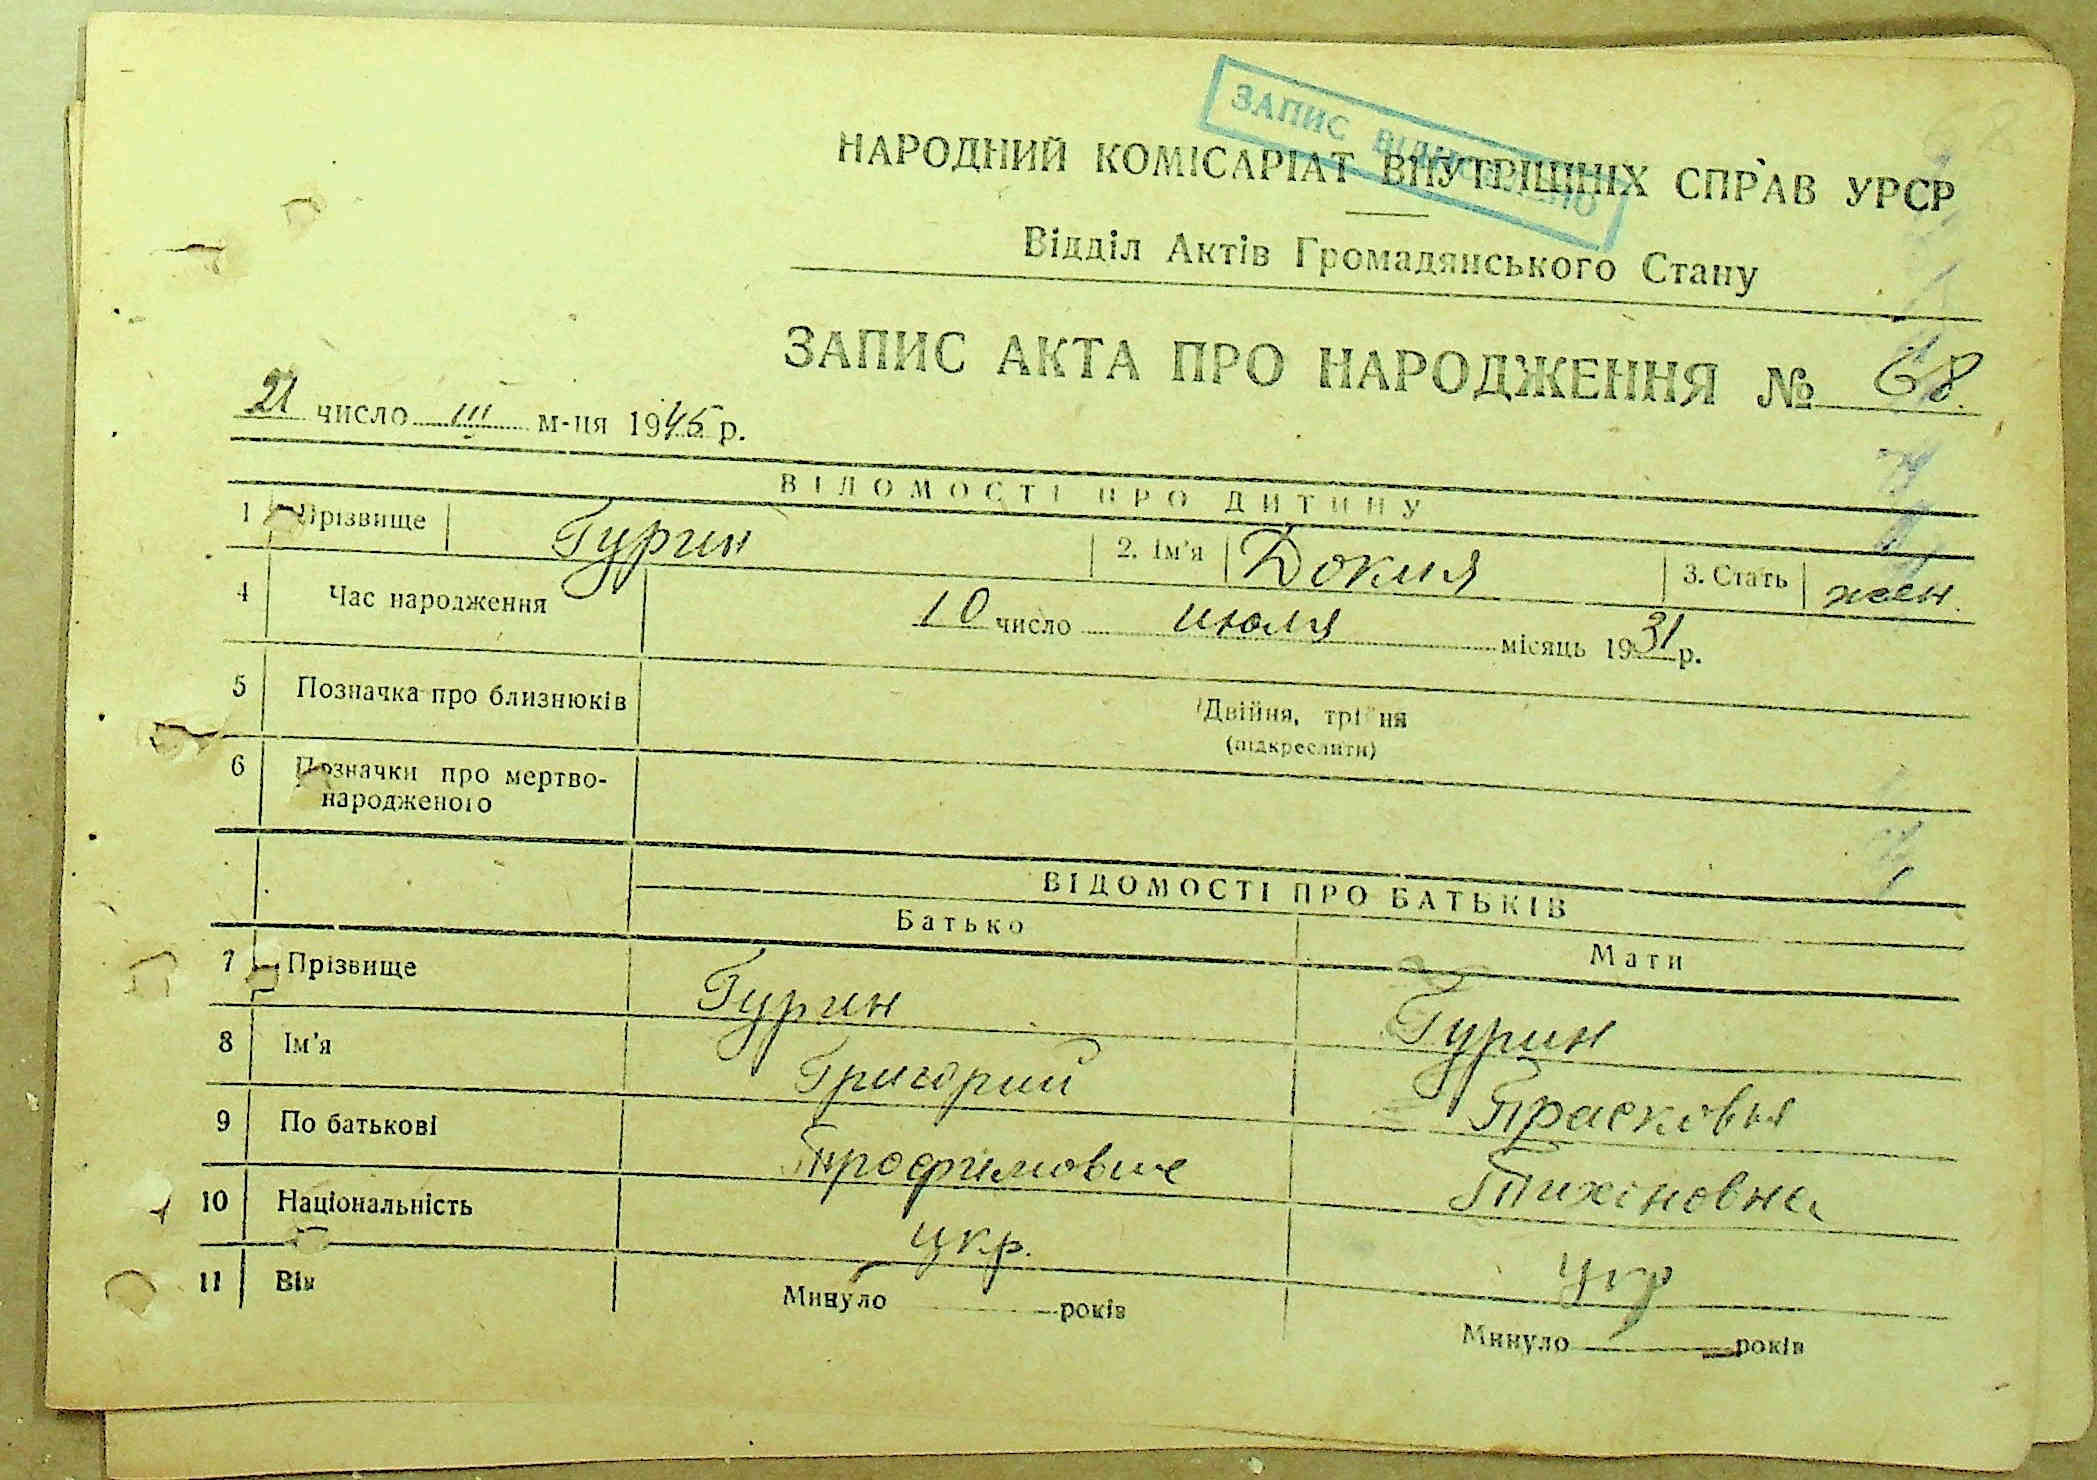 ЗАПИС ВІДНОВЛЕНО
НАРОДНИЙ КОМІСАРІАТ ВНУТРІШНІХ СПРАВ УРСР
Відділ Актів Громадянського Стану
ЗАПИС АКТА ПРО НАРОДЖЕННЯ № 68
21 число III м-ця 1945 р.
ВІДОМОСТІ ПРО ДИТИНУ
1 Прізвище Гурин 2. Ім'я Докия 3. Стать жен.
4 Час народження 10 число июля місяць 1931 р.
5 Позначка про близнюків Двійня, трійня
(підкреслити)
6 Позначки про мертво-
народженого
ВІДОМОСТІ ПРО БАТЬКІВ
Батько Мати
7 Прізвище Гурин Гурин
8 Ім'я Григорий Прасковья
9 По батькові Трофимович Тихоновна
10 Національність укр. укр
11 Вік Минуло років Минуло років